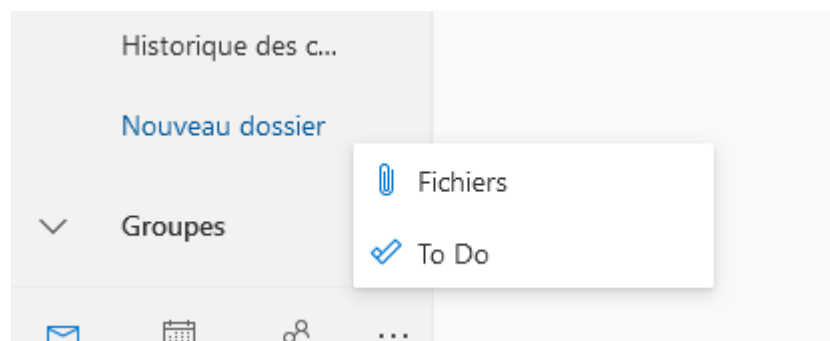 Historique des c...
Nouveau dossier
Fichiers
Groupes
To Do